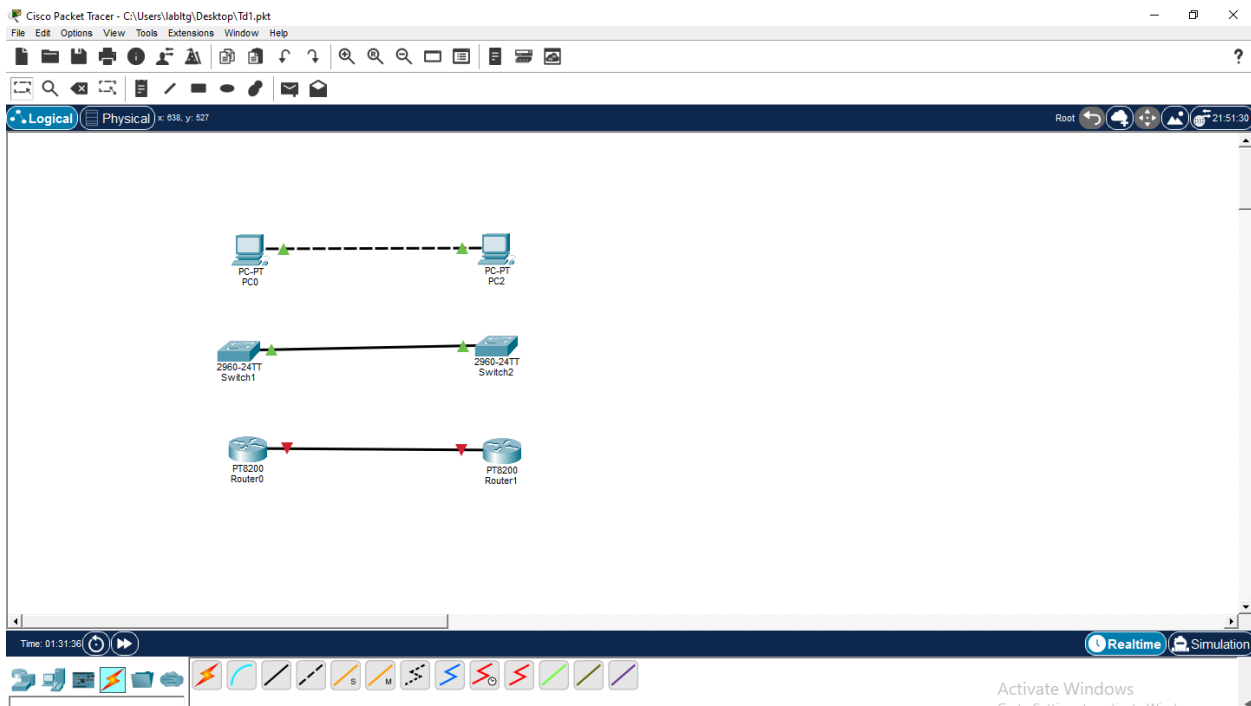 Cisco Packet Tracer - C:\Users\labltg\Desktop\Td1.pkt
File Edit Options View Tools Extensions Window Help
?
Logical Physical x: 638, y: 527 Root 21:51:30
PC-PT
PC0
PC-PT
PC2
2960-24TT
Switch1
2960-24TT
Switch2
PT8200
Router0
PT8200
Router1
Time: 01:31:36 Realtime Simulation
S M
Activate Windows